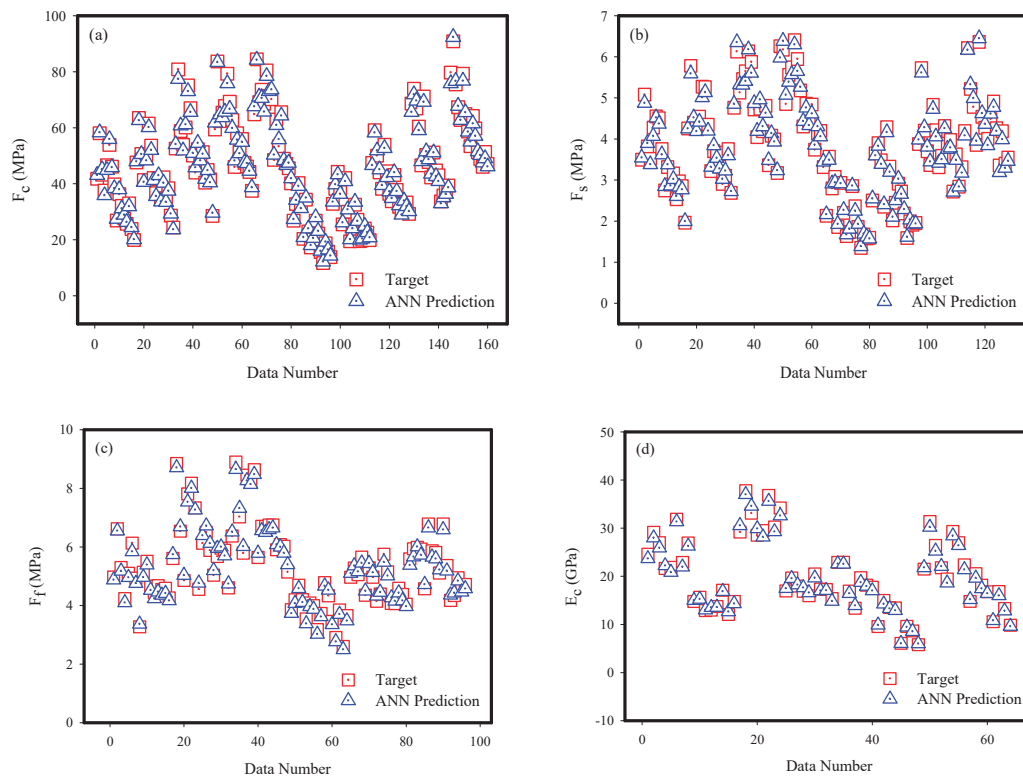 (a)
F_c (MPa)
100
80
60
40
20
0
0 20 40 60 80 100 120 140 160
Data Number
Target
ANN Prediction
(b)
F_s (MPa)
7
6
5
4
3
2
1
0
0 20 40 60 80 100 120
Data Number
Target
ANN Prediction
(c)
F_f (MPa)
10
8
6
4
2
0
0 20 40 60 80 100
Data Number
Target
ANN Prediction
(d)
E_c (GPa)
50
40
30
20
10
0
-10
0 20 40 60
Data Number
Target
ANN Prediction